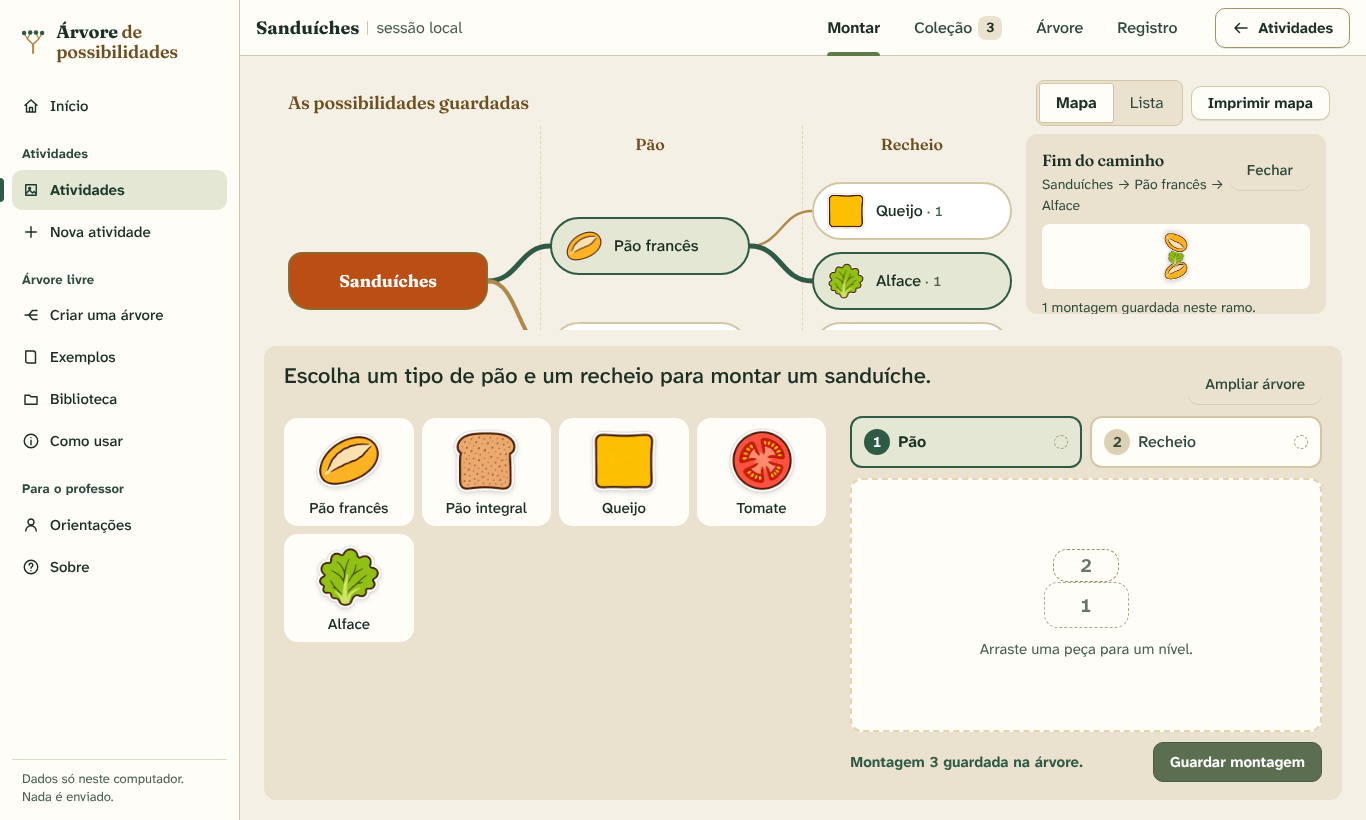 Árvore de
possibilidades
Início
Atividades
Atividades
Nova atividade
Árvore livre
Criar uma árvore
Exemplos
Biblioteca
Como usar
Para o professor
Orientações
Sobre
Dados só neste computador.
Nada é enviado.
Sanduíches
sessão local
Montar
Coleção 3
Árvore
Registro
← Atividades
As possibilidades guardadas
Mapa
Lista
Imprimir mapa
Pão
Recheio
Sanduíches
Pão francês
Queijo · 1
Alface · 1
Fim do caminho
Fechar
Sanduíches → Pão francês →
Alface
1 montagem guardada neste ramo.
Escolha um tipo de pão e um recheio para montar um sanduíche.
Ampliar árvore
Pão francês
Pão integral
Queijo
Tomate
Alface
1 Pão
2 Recheio
2
1
Arraste uma peça para um nível.
Montagem 3 guardada na árvore.
Guardar montagem